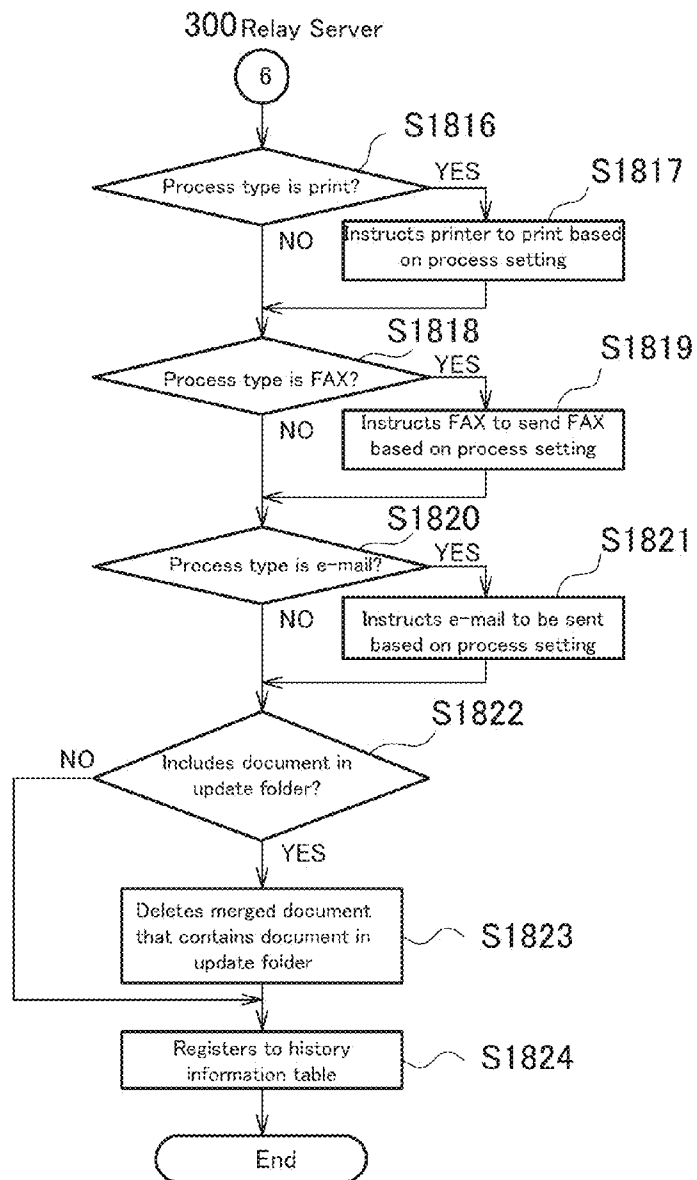 300 Relay Server
6
S1816
Process type is print?
YES
S1817
NO
Instructs printer to print based
on process setting
S1818
Process type is FAX?
YES
S1819
NO
Instructs FAX to send FAX
based on process setting
S1820
Process type is e-mail?
YES
S1821
NO
Instructs e-mail to be sent
based on process setting
S1822
NO
Includes document in
update folder?
YES
Deletes merged document
that contains document in
update folder
S1823
Registers to history
information table
S1824
End